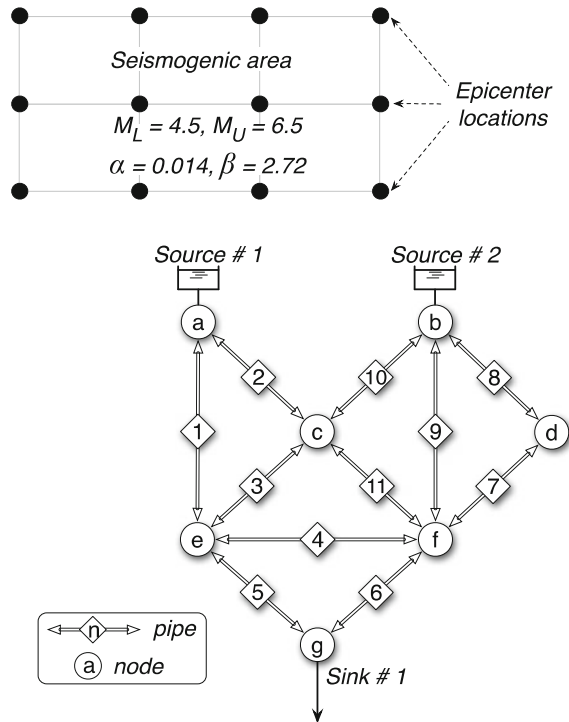 Seismogenic area
M_L = 4.5, M_U = 6.5
α = 0.014, β = 2.72
Epicenter
locations
Source # 1
Source # 2
a
b
2
10
8
1
c
9
d
3
11
7
e
4
f
5
6
n
pipe
g
a
node
Sink # 1